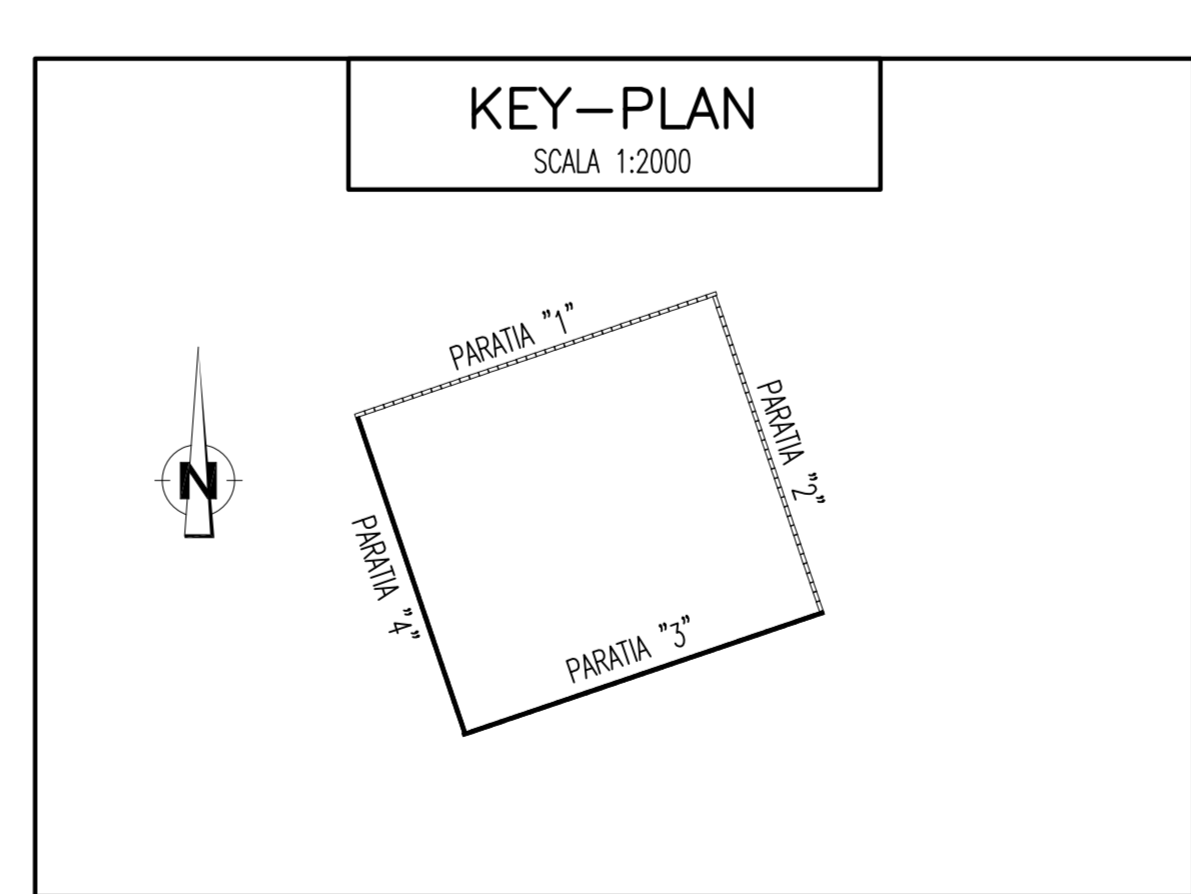 KEY-PLAN
SCALA 1:2000
PARATIA "1"
PARATIA "2"
N
PARATIA "4"
PARATIA "3"